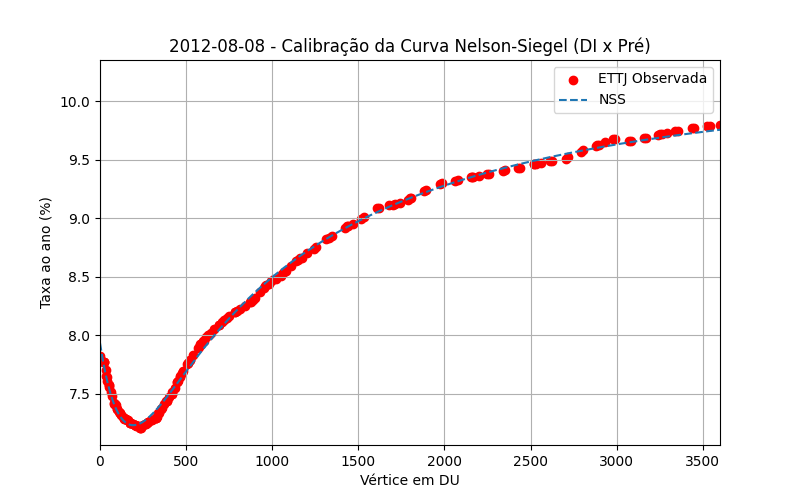 2012-08-08 - Calibração da Curva Nelson-Siegel (DI x Pré)
ETTJ Observada
NSS
Taxa ao ano (%)
10.0
9.5
9.0
8.5
8.0
7.5
0 500 1000 1500 2000 2500 3000 3500
Vértice em DU